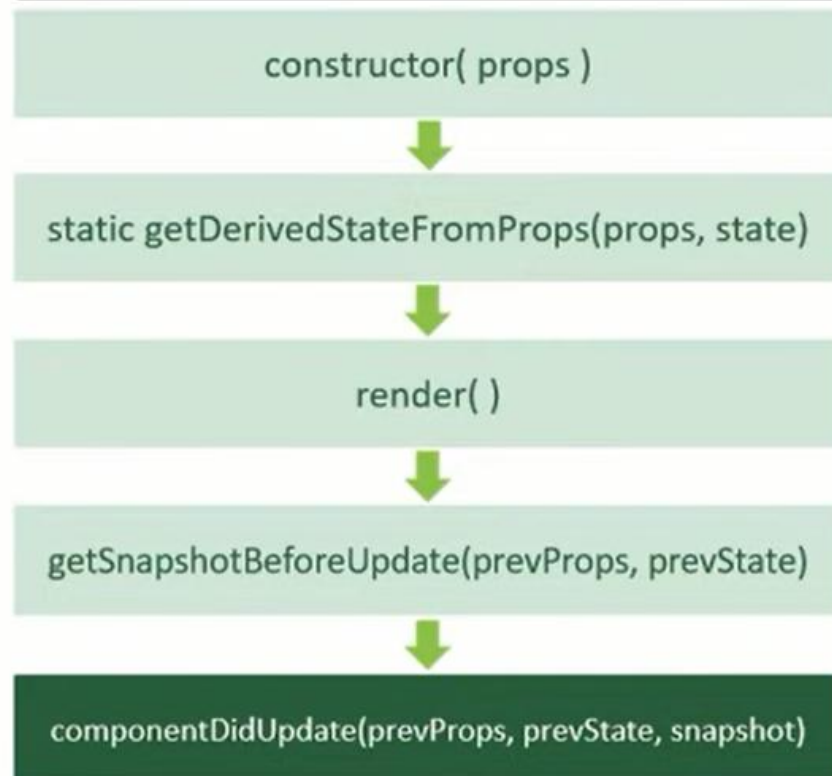 constructor( props )
static getDerivedStateFromProps(props, state)
render( )
getSnapshotBeforeUpdate(prevProps, prevState)
componentDidUpdate(prevProps, prevState, snapshot)